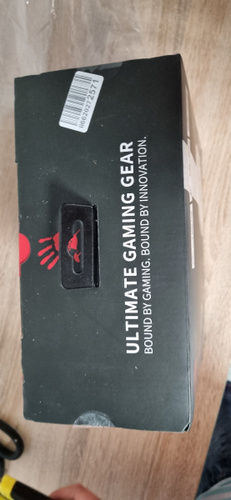 ULTIMATE GAMING GEAR
BOUND BY GAMING. BOUND BY INNOVATION.